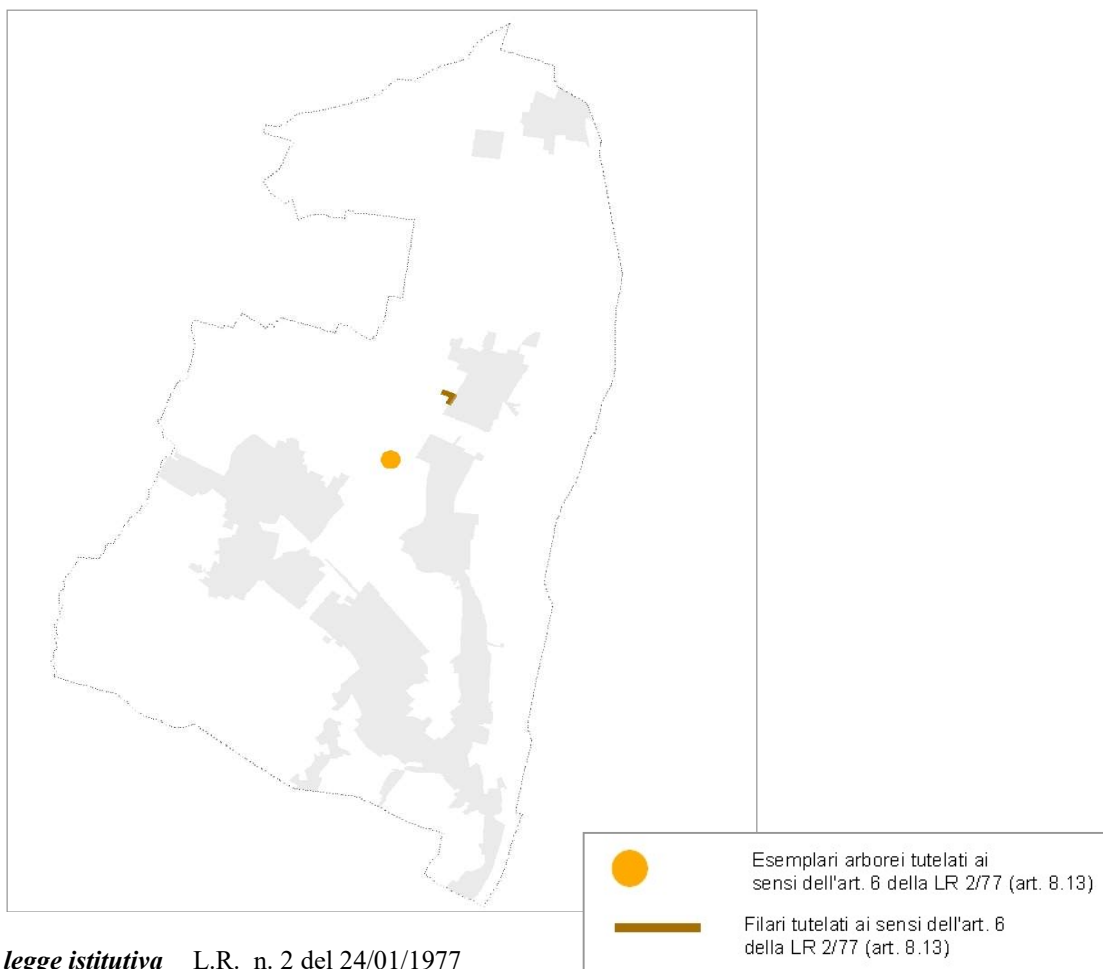 Esemplari arborei tutelati ai
sensi dell'art. 6 della LR 2/77 (art. 8.13)
Filari tutelati ai sensi dell'art. 6
della LR 2/77 (art. 8.13)
legge istitutiva L.R. n. 2 del 24/01/1977